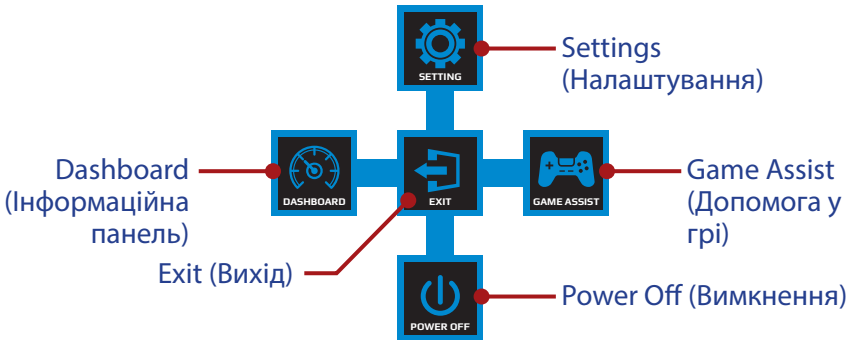 SETTING
Settings
(Налаштування)
Dashboard
(Інформаційна
панель)
DASHBOARD
EXIT
GAME ASSIST
Game Assist
(Допомога у
грі)
Exit (Вихід)
POWER OFF
Power Off (Вимкнення)